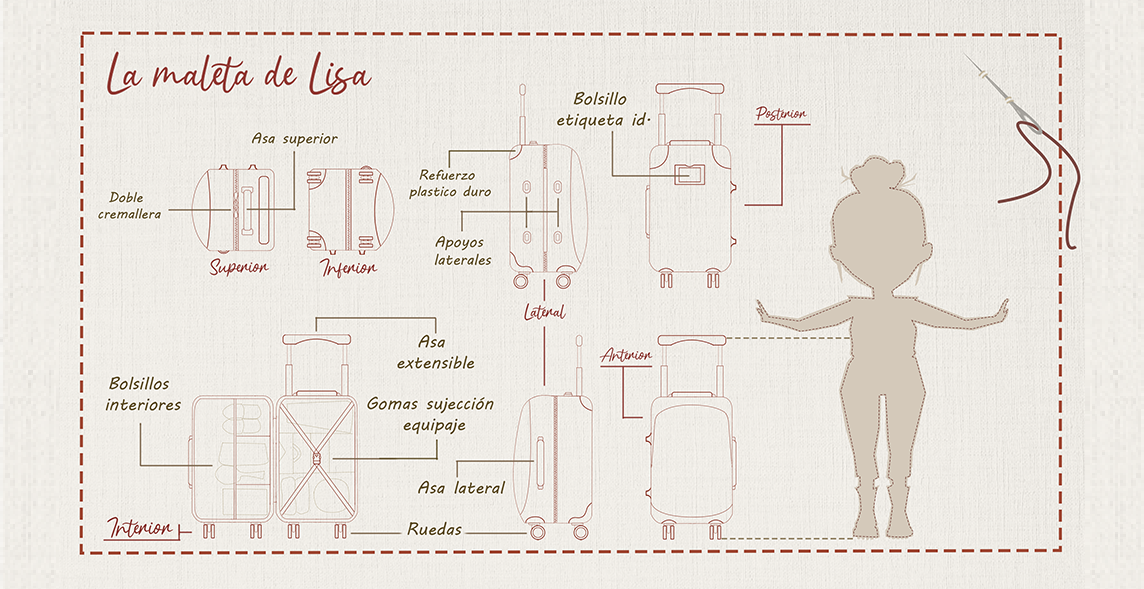 La maleta de Lisa
Asa superior
Doble
cremallera
Superior
Inferior
Refuerzo
plastico duro
Apoyos
laterales
Lateral
Bolsillo
etiqueta id.
Posterior
Asa
extensible
Bolsillos
interiores
Gomas sujección
equipaje
Asa lateral
Interior
Ruedas
Anterior